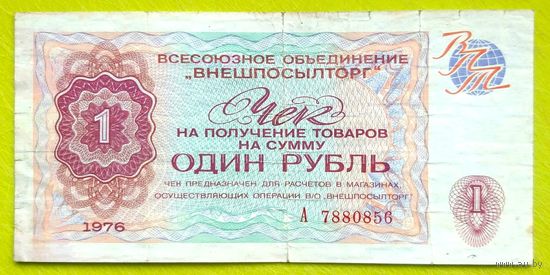 ВСЕСОЮЗНОЕ ОБЪЕДИНЕНИЕ
„ВНЕШПОСЫЛТОРГ"
ВПТ
Чек
НА ПОЛУЧЕНИЕ ТОВАРОВ
НА СУММУ
ОДИН РУБЛЬ
1
ЧЕК ПРЕДНАЗНАЧЕН ДЛЯ РАСЧЕТОВ В МАГАЗИНАХ,
ОСУЩЕСТВЛЯЮЩИХ ОПЕРАЦИИ В/О „ВНЕШПОСЫЛТОРГ"
1
1976
А 7880856